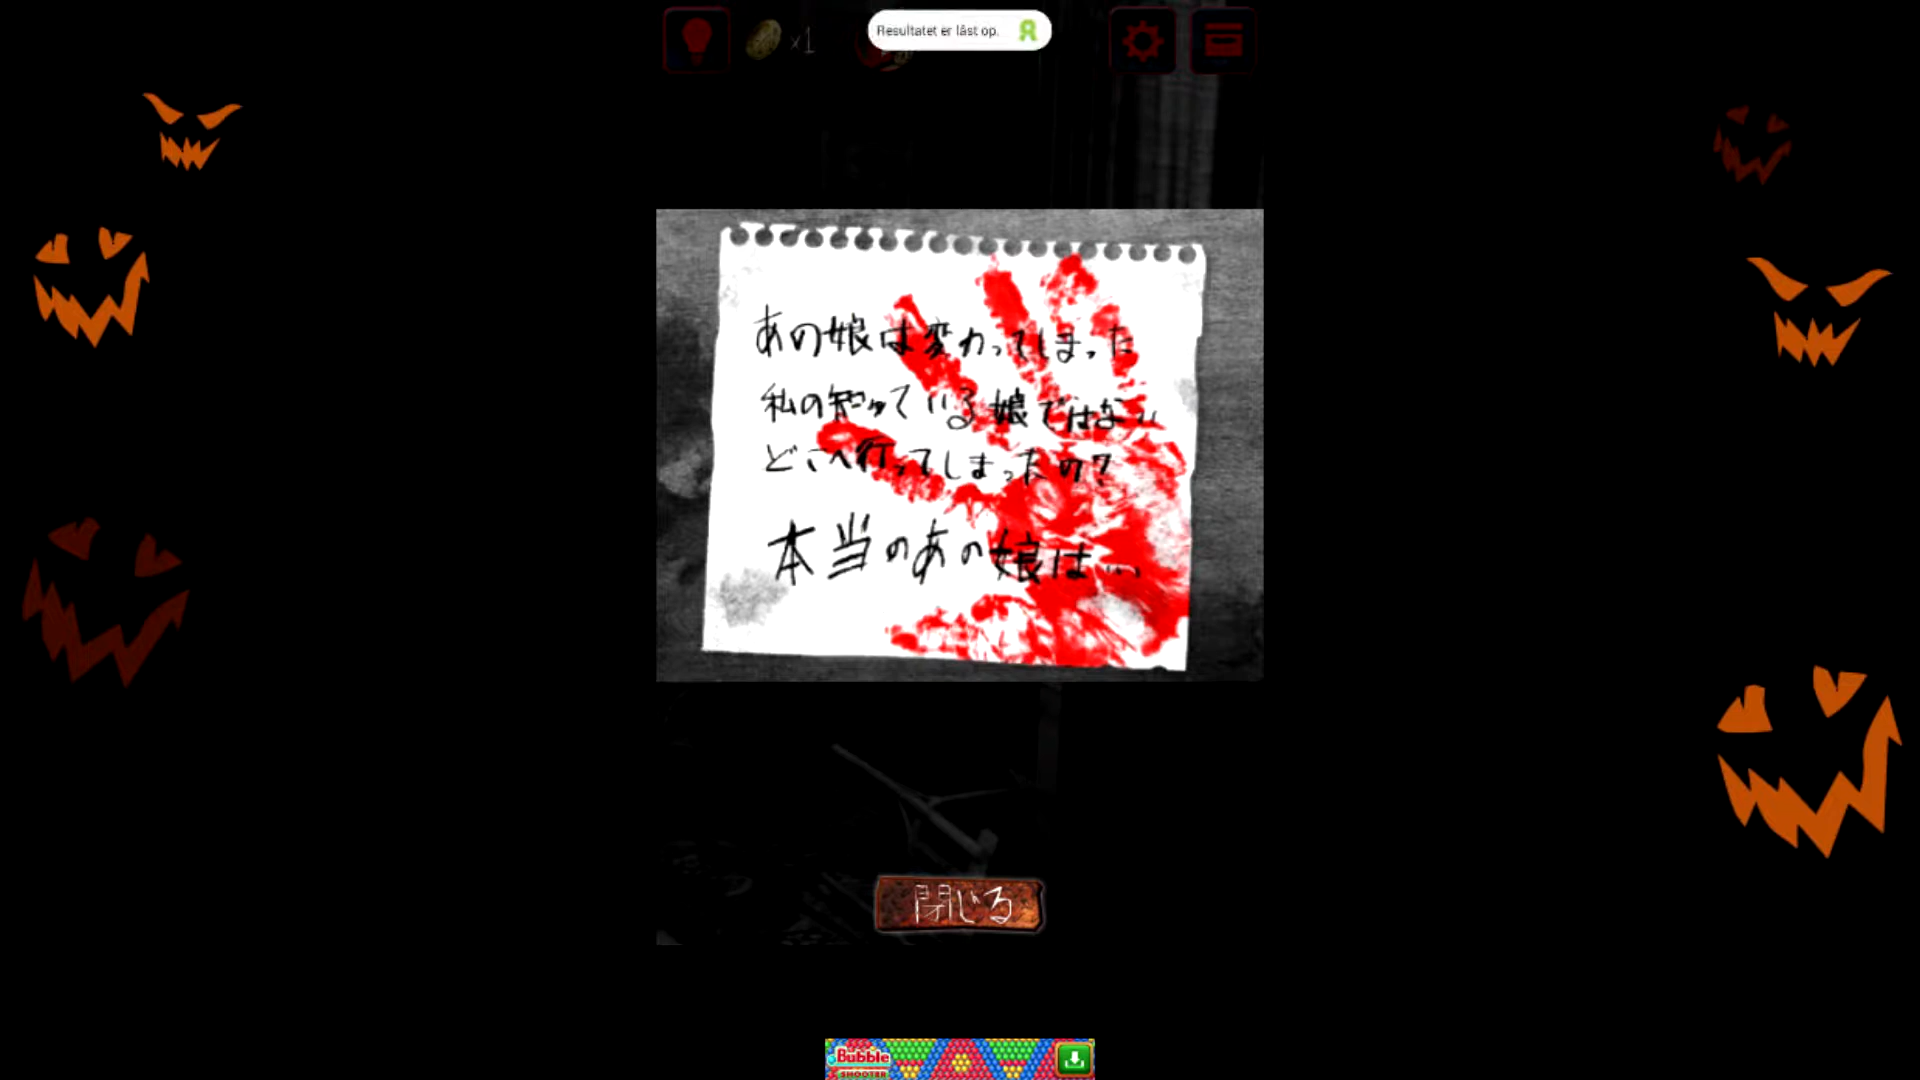 Resultatet er låst op.
x1
あの娘は変わってしまった
私の知っている娘ではない
どこへ行ってしまったの?
本当のあの娘は…
閉じる
Bubble
SHOOTER